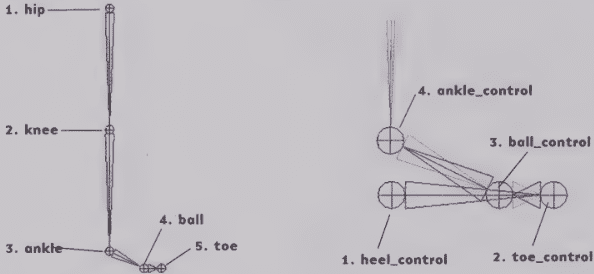 1. hip
2. knee
3. ankle
4. ball
5. toe
4. ankle_control
3. ball_control
1. heel_control
2. toe_control